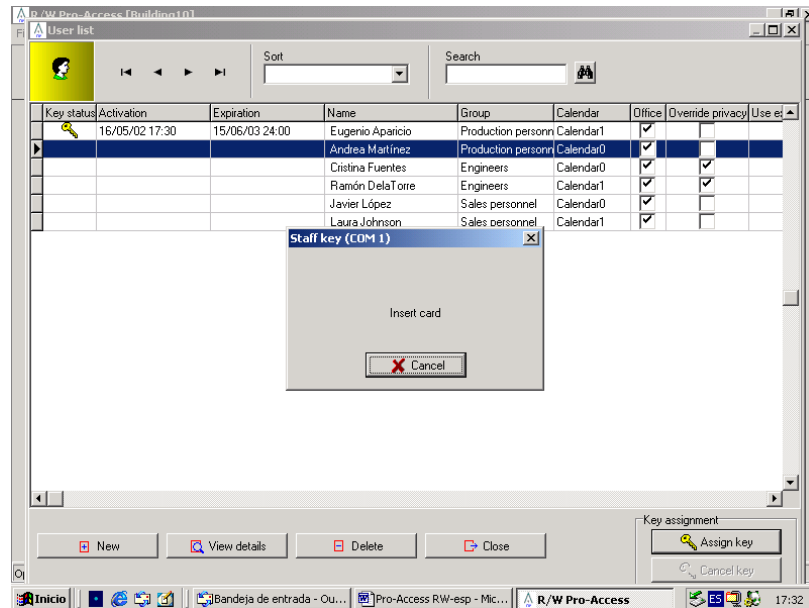 R/W Pro-Access [Building10]
User list
Sort
Search
Key status Activation Expiration Name Group Calendar Office Override privacy Use ex
16/05/02 17:30 15/06/03 24:00 Eugenio Aparicio Production personn Calendar1
Andrea Martínez Production personn Calendar0
Cristina Fuentes Engineers Calendar0
Ramón DelaTorre Engineers Calendar1
Javier López Sales personnel Calendar0
Laura Johnson Sales personnel Calendar1
Staff key (COM 1)
Insert card
Cancel
Key assignment
New View details Delete Close Assign key
Cancel key
Inicio Bandeja de entrada - Ou... Pro-Access RW-esp - Mic... R/W Pro-Access ES 17:32